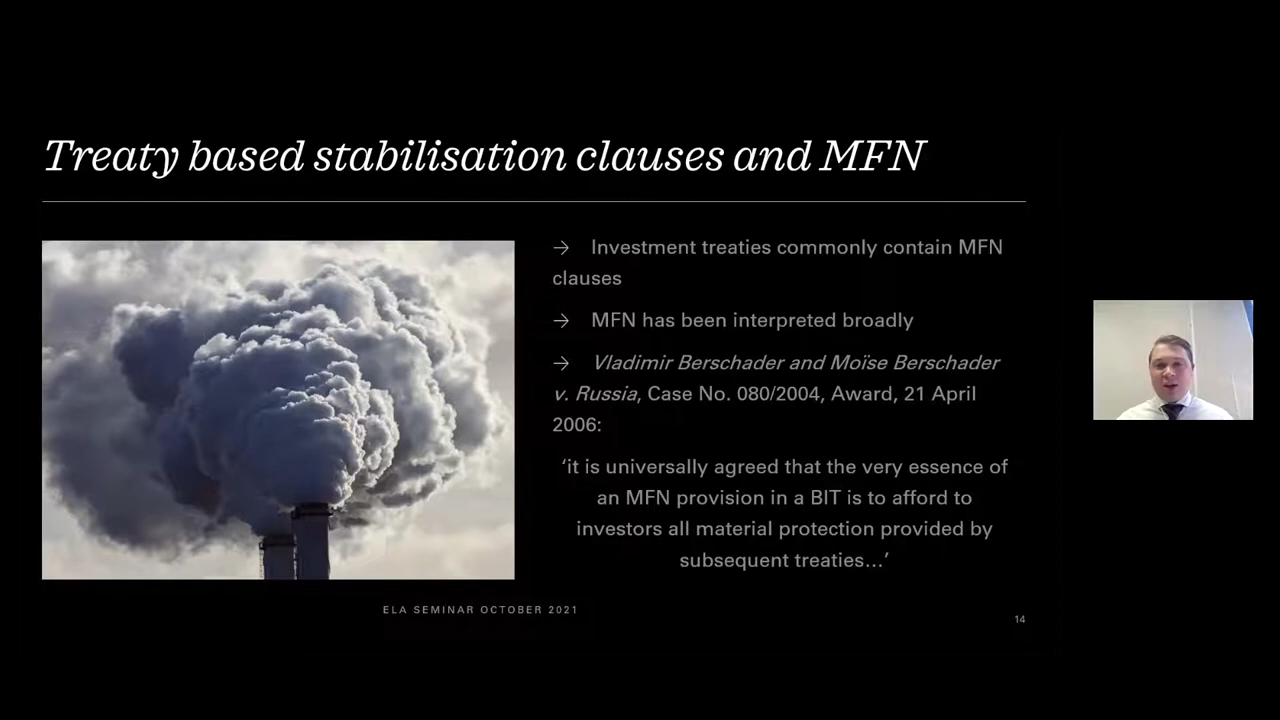 Treaty based stabilisation clauses and MFN
→ Investment treaties commonly contain MFN
clauses
→ MFN has been interpreted broadly
→ Vladimir Berschader and Moïse Berschader
v. Russia, Case No. 080/2004, Award, 21 April
2006:
‘it is universally agreed that the very essence of
an MFN provision in a BIT is to afford to
investors all material protection provided by
subsequent treaties…’
ELA SEMINAR OCTOBER 2021
14